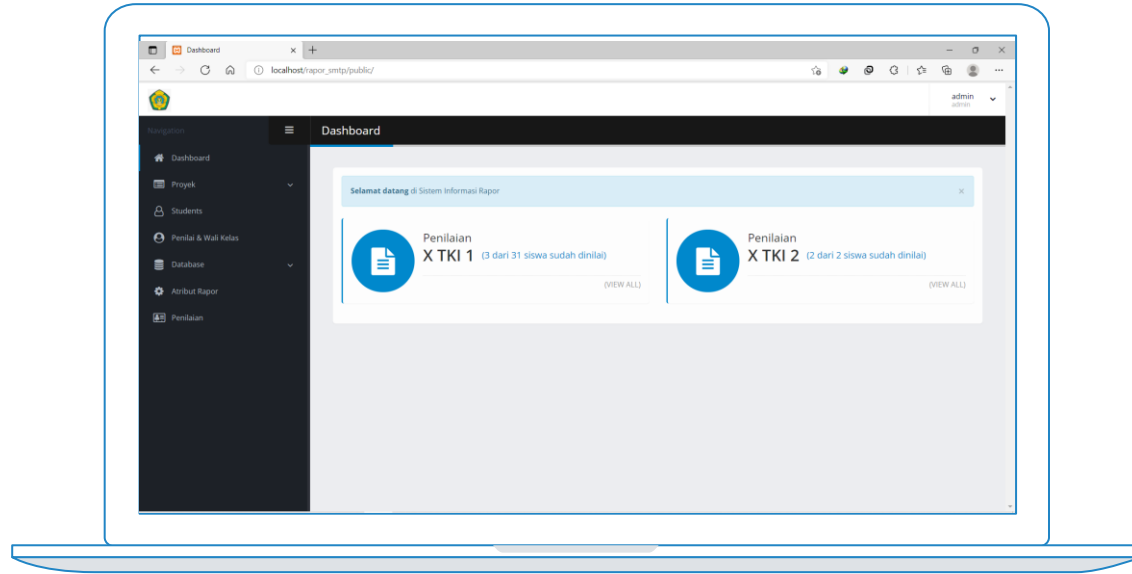 Dashboard
localhost/rapor_smtp/public/
admin
admin
Navigation
Dashboard
Dashboard
Proyek
Students
Penilai & Wali Kelas
Database
Atribut Rapor
Penilaian
Selamat datang di Sistem Informasi Rapor
Penilaian
X TKI 1 (3 dari 31 siswa sudah dinilai)
(VIEW ALL)
Penilaian
X TKI 2 (2 dari 2 siswa sudah dinilai)
(VIEW ALL)